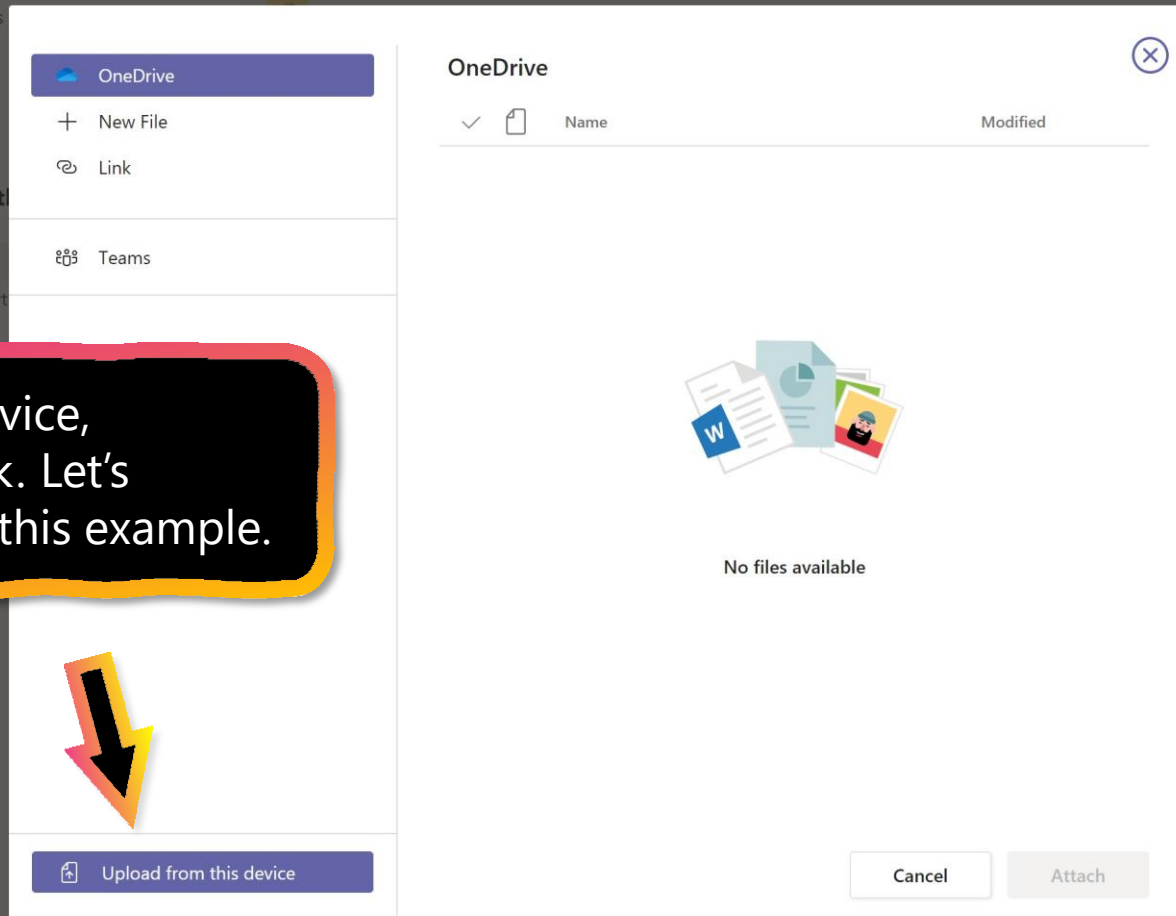 OneDrive
New File
Link
Teams
vice,
k. Let's
this example.
Upload from this device
OneDrive
Name Modified
W
No files available
Cancel Attach